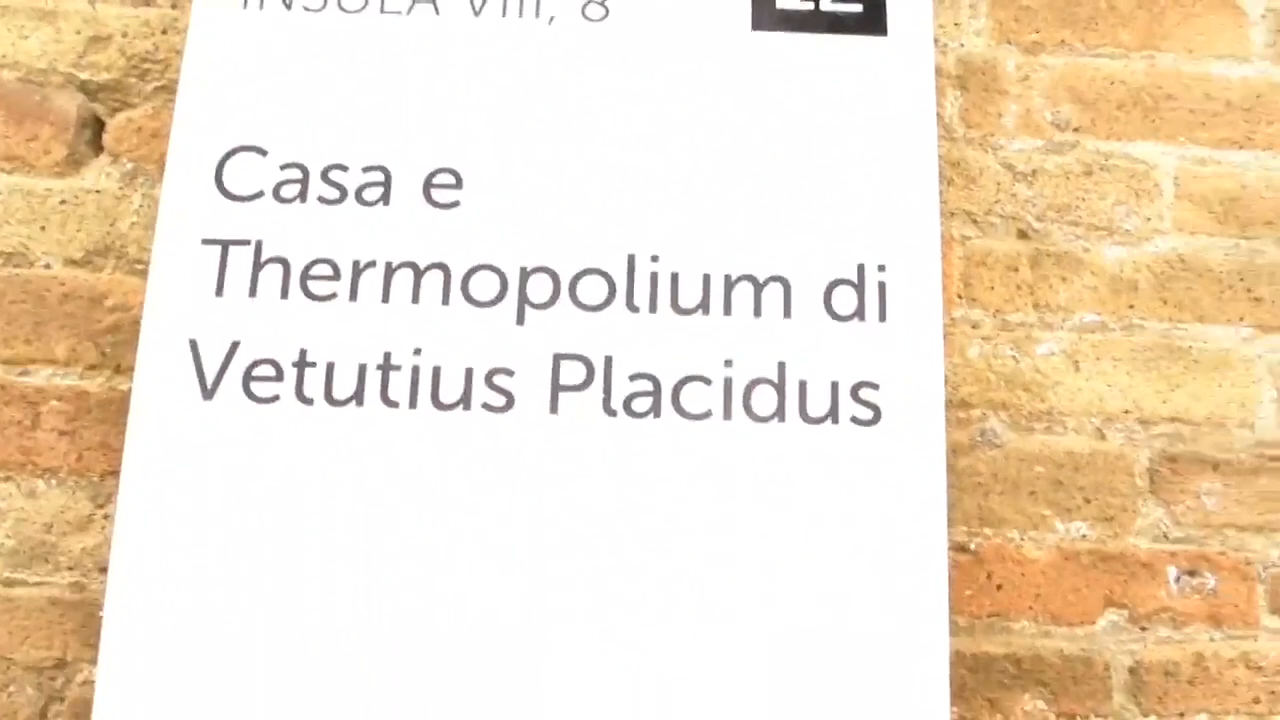 INSULA VIII, 8
Casa e
Thermopolium di
Vetutius Placidus